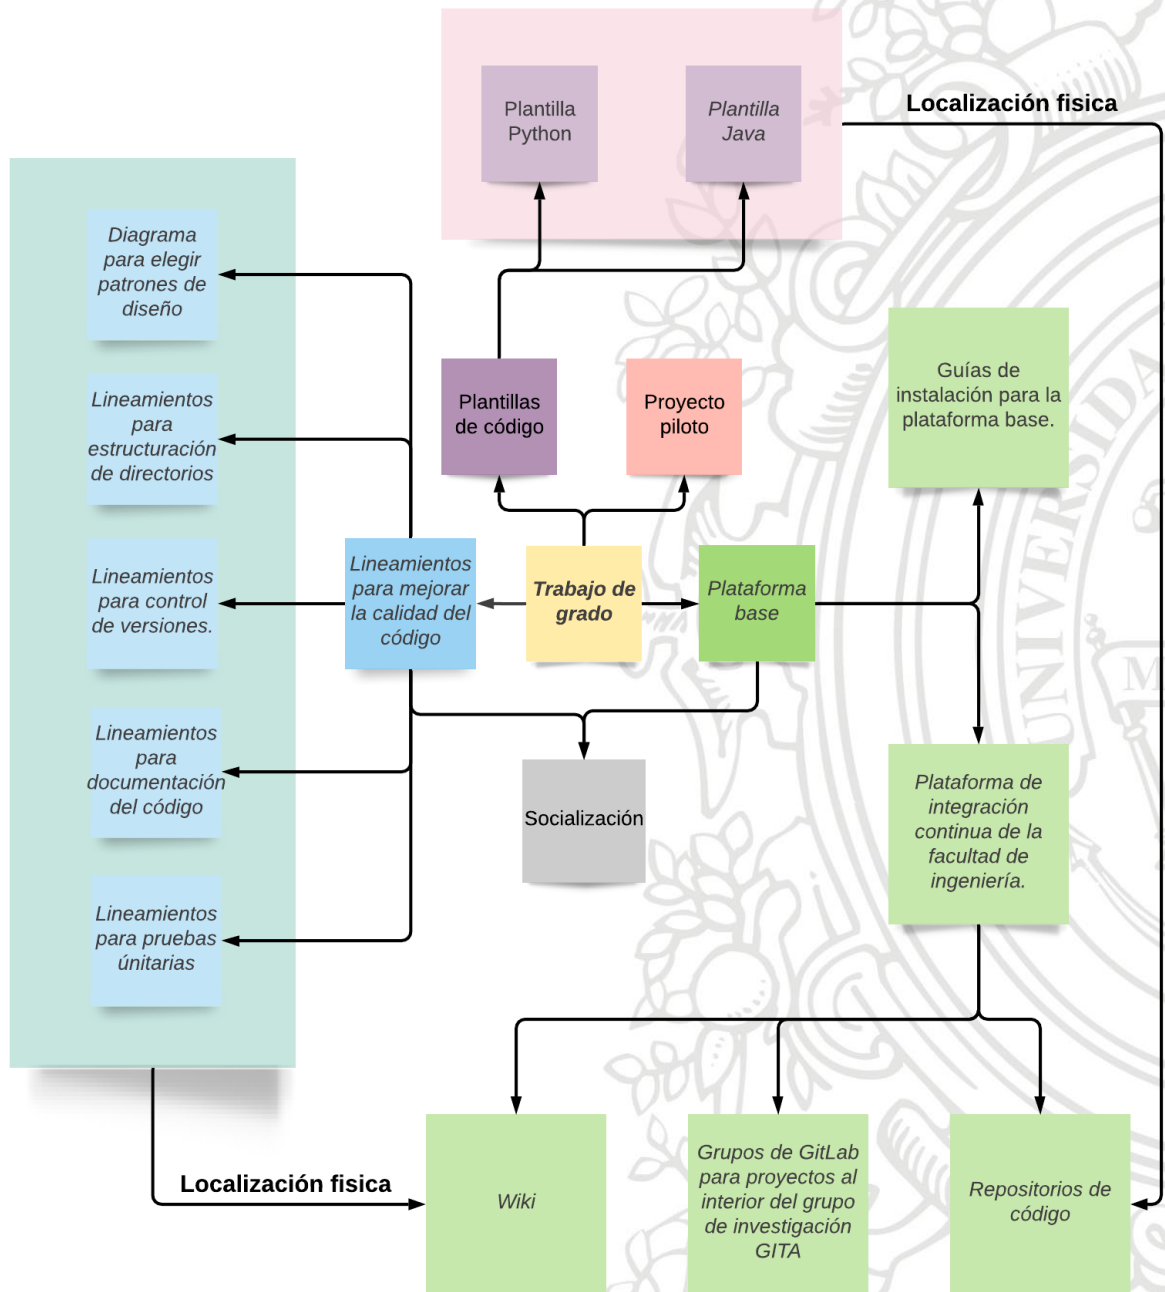 Plantilla
Python
Plantilla
Java
Localización fisica
Diagrama
para elegir
patrones de
diseño
Lineamientos
para
estructuración
de directorios
Lineamientos
para control
de versiones.
Lineamientos
para
documentación
del código
Lineamientos
para pruebas
únitarias
Plantillas
de código
Proyecto
piloto
Guías de
instalación para la
plataforma base.
Lineamientos
para mejorar
la calidad del
código
Trabajo de
grado
Plataforma
base
Socialización
Plataforma de
integración
continua de la
facultad de
ingeniería.
Localización fisica
Wiki
Grupos de GitLab
para proyectos al
interior del grupo
de investigación
GITA
Repositorios de
código
UNIVERSIDA
M